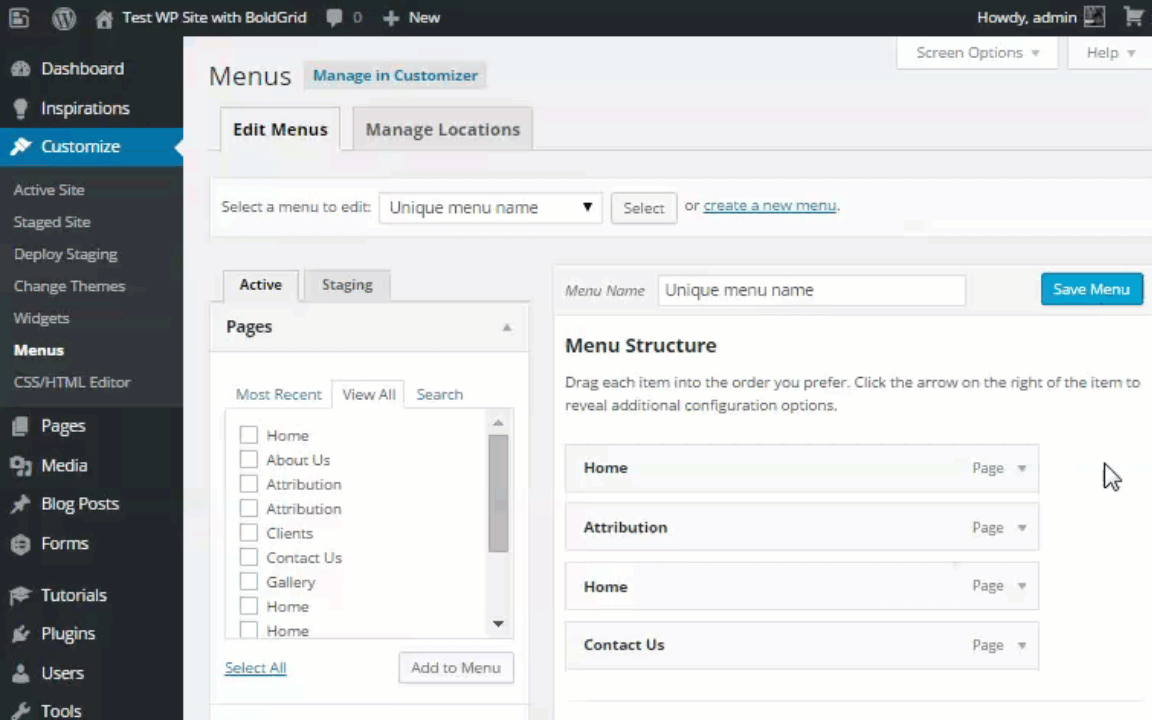 Test WP Site with BoldGrid 0 New Howdy, admin
Screen Options Help
Dashboard
Inspirations
Customize
Active Site
Staged Site
Deploy Staging
Change Themes
Widgets
Menus
CSS/HTML Editor
Pages
Media
Blog Posts
Forms
Tutorials
Plugins
Users
Tools
Menus Manage in Customizer
Edit Menus Manage Locations
Select a menu to edit: Unique menu name Select or create a new menu.
Active Staging
Pages
Most Recent View All Search
Home
About Us
Attribution
Attribution
Clients
Contact Us
Gallery
Home
Home
Select All Add to Menu
Menu Name Unique menu name Save Menu
Menu Structure
Drag each item into the order you prefer. Click the arrow on the right of the item to
reveal additional configuration options.
Home Page
Attribution Page
Home Page
Contact Us Page